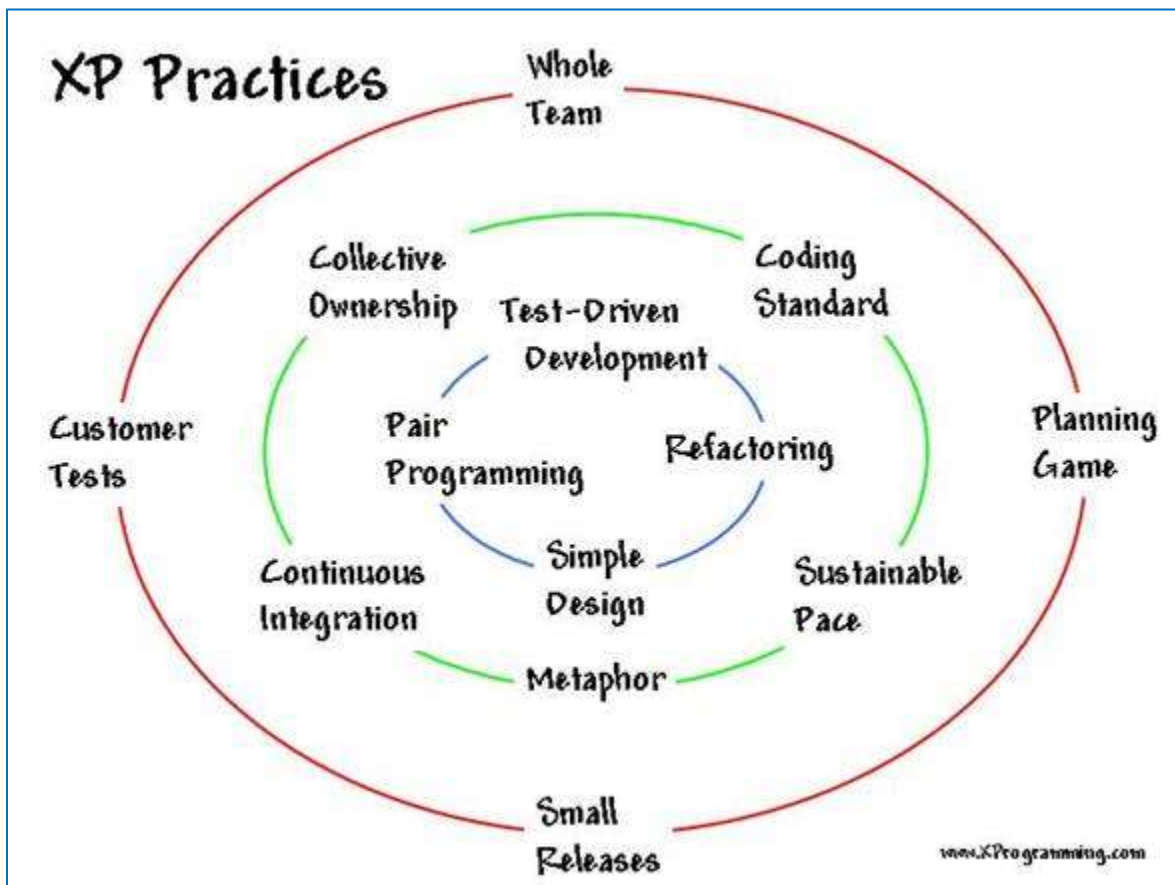 XP Practices
Whole
Team
Collective
Ownership
Coding
Standard
Test-Driven
Development
Customer
Tests
Pair
Programming
Refactoring
Planning
Game
Continuous
Integration
Simple
Design
Sustainable
Pace
Metaphor
Small
Releases
www.XProgramming.com